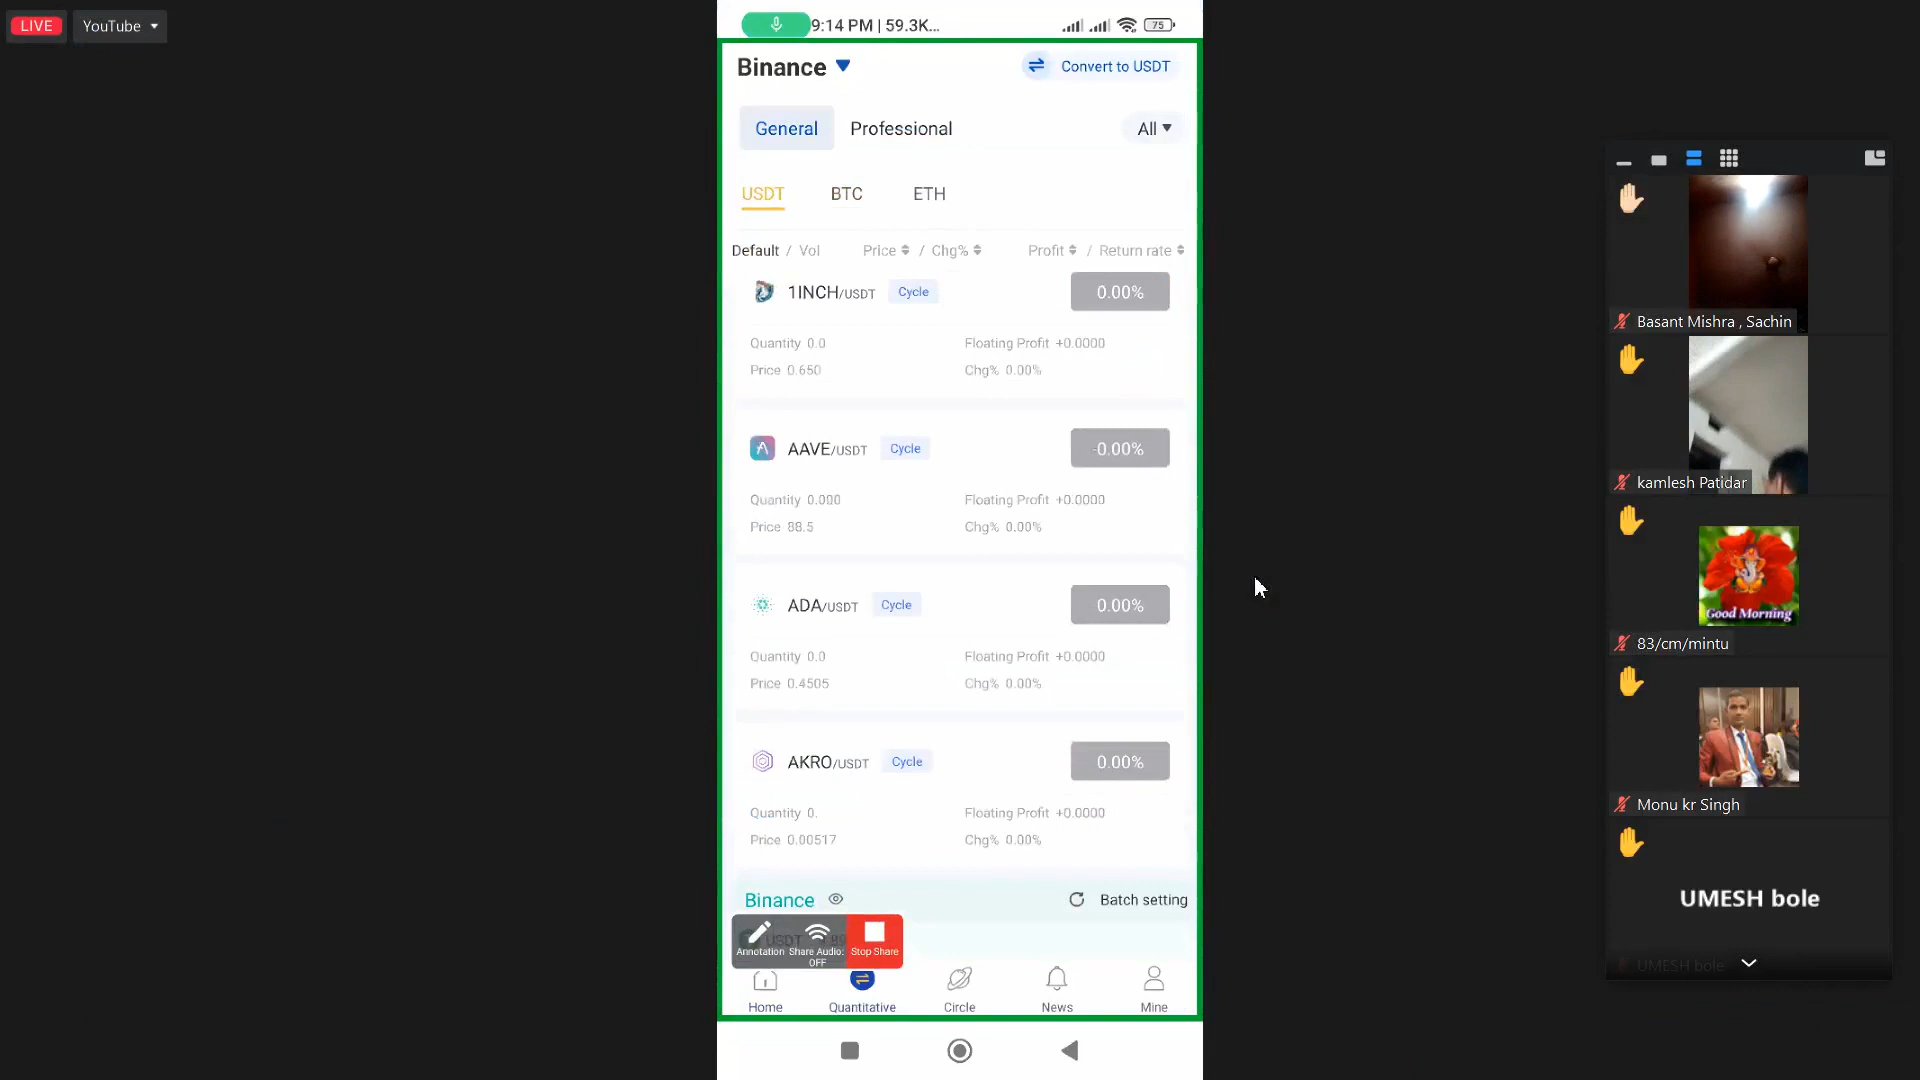 LIVE
YouTube
9:14 PM | 59.3K...
75
Binance
Convert to USDT
General
Professional
All
USDT
BTC
ETH
Default / Vol
Price / Chg%
Profit / Return rate
1INCH/USDT
Cycle
0.00%
Quantity 0.0
Floating Profit +0.0000
Price 0.650
Chg% 0.00%
AAVE/USDT
Cycle
-0.00%
Quantity 0.000
Floating Profit +0.0000
Price 88.5
Chg% 0.00%
ADA/USDT
Cycle
0.00%
Quantity 0.0
Floating Profit +0.0000
Price 0.4505
Chg% 0.00%
AKRO/USDT
Cycle
0.00%
Quantity 0.
Floating Profit +0.0000
Price 0.00517
Chg% 0.00%
Binance
Batch setting
USDT
Annotation
Share Audio: OFF
Stop Share
Home
Quantitative
Circle
News
Mine
Basant Mishra , Sachin
kamlesh Patidar
Good Morning
83/cm/mintu
Monu kr Singh
UMESH bole
UMESH bole